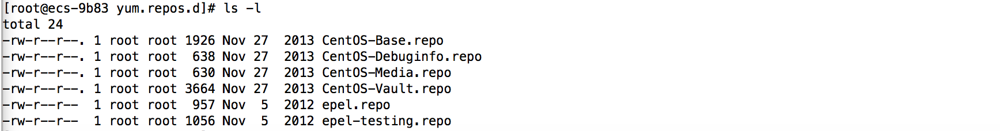 [root@ecs-9b83 yum.repos.d]# ls -l
total 24
-rw-r--r--. 1 root root 1926 Nov 27  2013 CentOS-Base.repo
-rw-r--r--. 1 root root  638 Nov 27  2013 CentOS-Debuginfo.repo
-rw-r--r--. 1 root root  630 Nov 27  2013 CentOS-Media.repo
-rw-r--r--. 1 root root 3664 Nov 27  2013 CentOS-Vault.repo
-rw-r--r--  1 root root  957 Nov  5  2012 epel.repo
-rw-r--r--  1 root root 1056 Nov  5  2012 epel-testing.repo